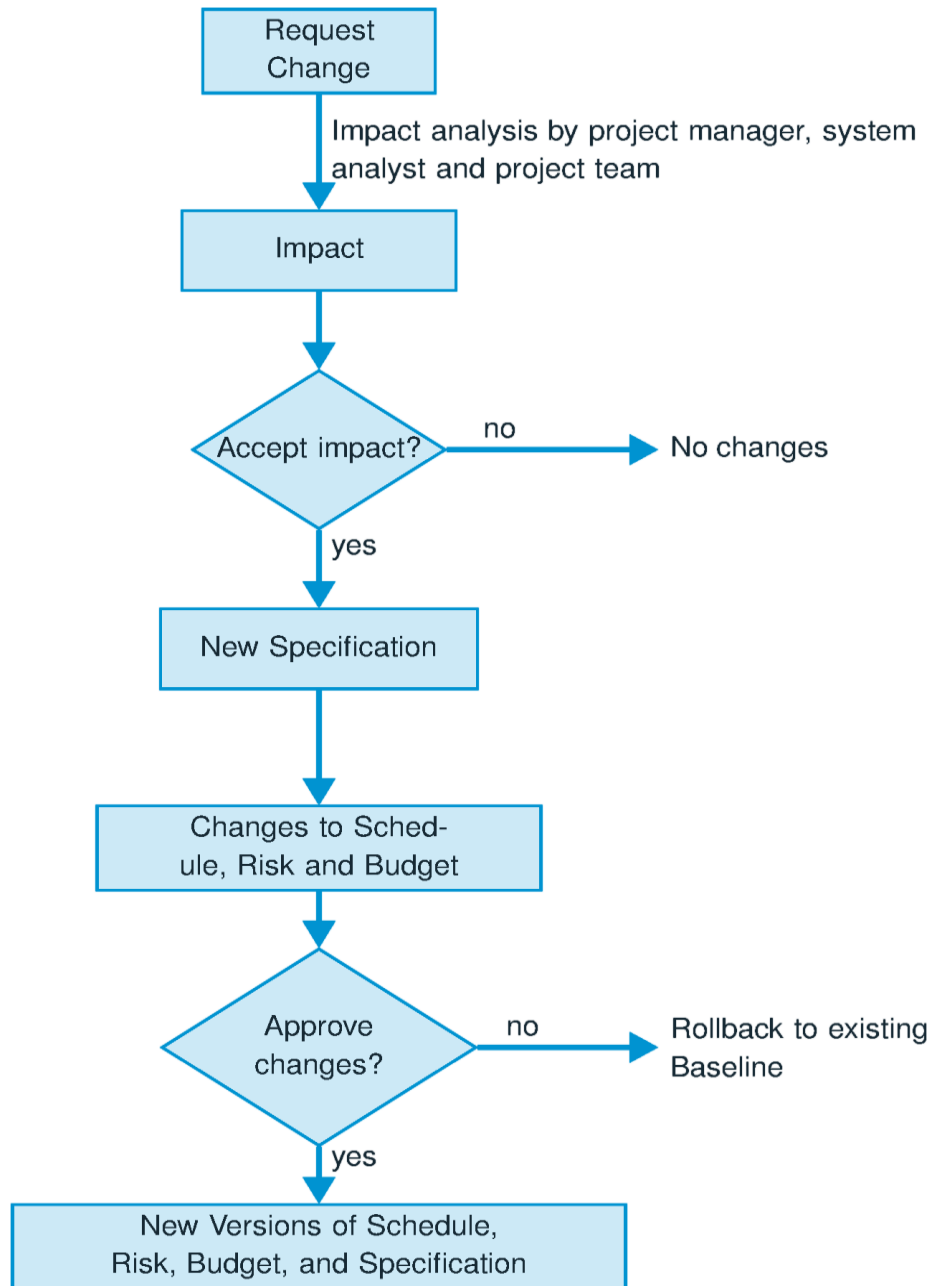 Request
Change
Impact analysis by project manager, system
analyst and project team
Impact
Accept impact?
no
No changes
yes
New Specification
Changes to Sched-
ule, Risk and Budget
Approve
changes?
no
Rollback to existing
Baseline
yes
New Versions of Schedule,
Risk, Budget, and Specification